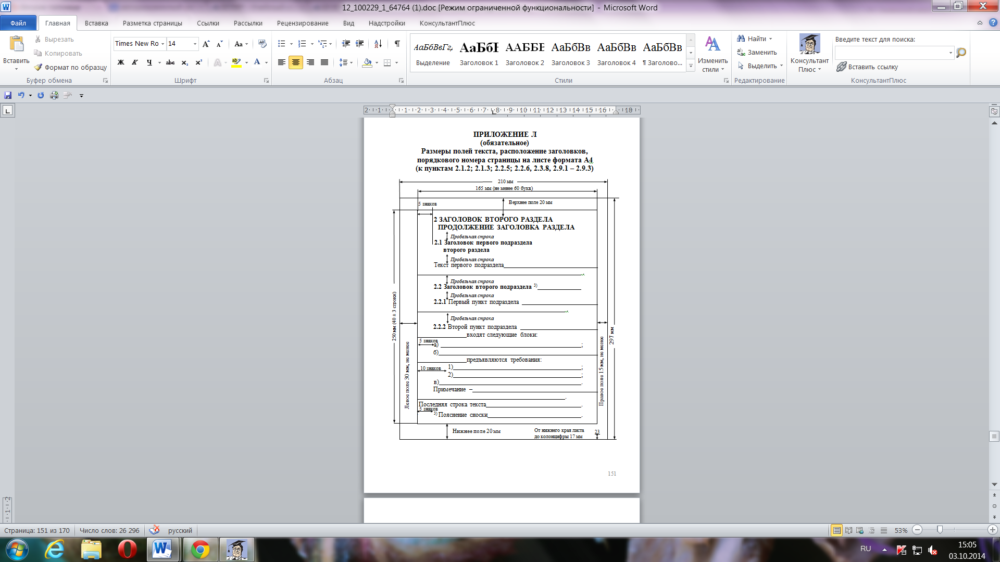 12_100229_1_64764 (1).doc [Режим ограниченной функциональности] - Microsoft Word
Файл Главная Вставка Разметка страницы Ссылки Рассылки Рецензирование Вид Надстройки КонсультантПлюс
Вставить
Вырезать
Копировать
Формат по образцу
Буфер обмена
Times New Ro 14
Ж К Ч abc x₂ x²
Шрифт
Абзац
АаБбВвГг АаБбІ ААББЕ АаБбВв АаБбВв АаБбВв
Выделение Заголовок 1 Заголовок 2 Заголовок 3 Заголовок 4 ¶ Заголово...
Стили
Изменить стили
Найти
Заменить
Выделить
Редактирование
Консультант Плюс
Введите текст для поиска:
Вставить ссылку
КонсультантПлюс
2 1 1 2 3 4 5 6 7 8 9 10 11 12 13 14 15 16 18
ПРИЛОЖЕНИЕ Л
(обязательное)
Размеры полей текста, расположение заголовков,
порядкового номера страницы на листе формата А4
(к пунктам 2.1.2; 2.1.3; 2.2.5; 2.2.6, 2.3.8, 2.9.1 – 2.9.3)
210 мм
165 мм (не менее 60 букв)
5 знаков
Верхнее поле 20 мм
2 ЗАГОЛОВОК ВТОРОГО РАЗДЕЛА
ПРОДОЛЖЕНИЕ ЗАГОЛОВКА РАЗДЕЛА
Пробельная строка
2.1 Заголовок первого подраздела
второго раздела
Пробельная строка
Текст первого подраздела
Пробельная строка
2.2 Заголовок второго подраздела 3)
Пробельная строка
2.2.1 Первый пункт подраздела
Пробельная строка
2.2.2 Второй пункт подраздела
входят следующие блоки:
5 знаков
а) ;
б)
предъявляются требования:
10 знаков
1) ;
2) ;
в) .
Примечание –
.
Последняя строка текста .
5 знаков
3) Пояснение сноски .
250 мм (40 ± 3 строки)
Левое поле 30 мм, не менее
Правое поле 15 мм, не менее
297 мм
Нижнее поле 20 мм
От нижнего края листа
до колонцифры 17 мм
23
151
Страница: 151 из 170 Число слов: 26 296 русский
53%
RU
15:05
03.10.2014